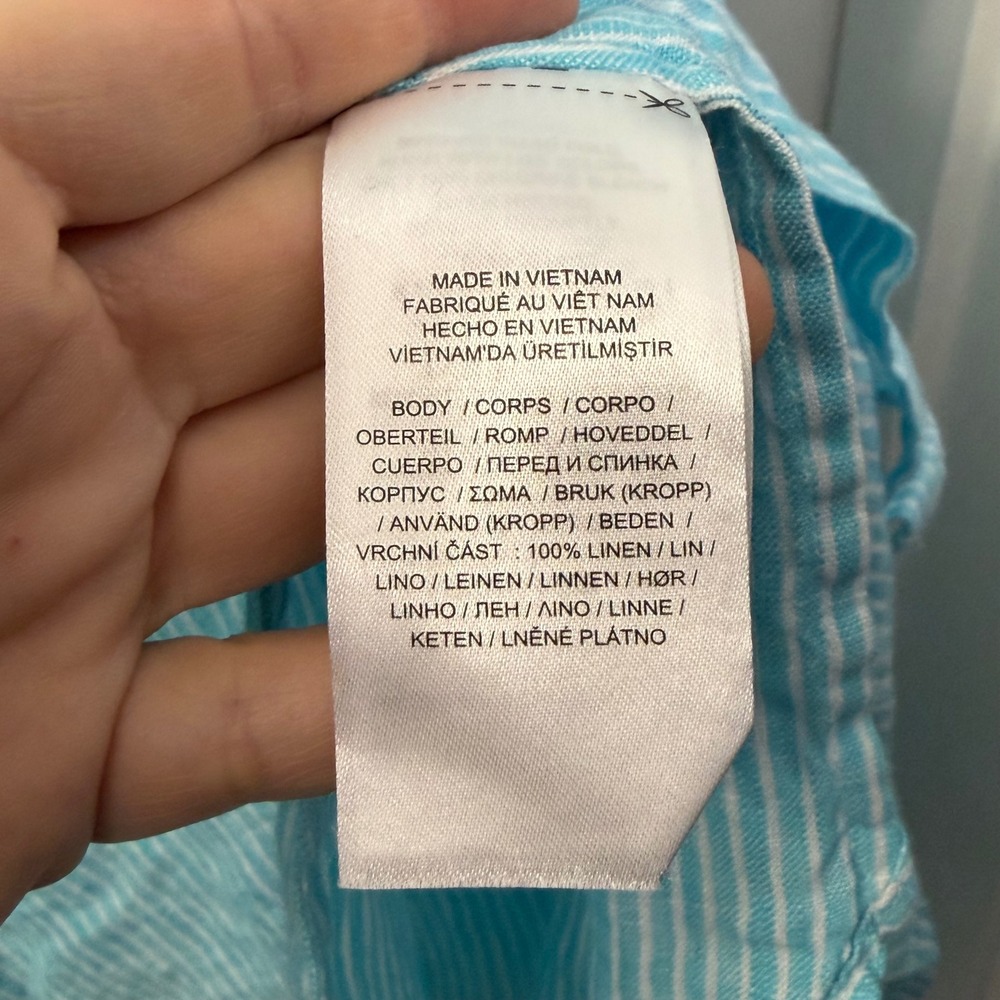 MADE IN VIETNAM
FABRIQUÉ AU VIÊT NAM
HECHO EN VIETNAM
VİETNAM'DA ÜRETİLMİŞTİR
BODY / CORPS / CORPO /
OBERTEIL / ROMP / HOVEDDEL /
CUERPO / ПЕРЕД И СПИНКА /
КОРПУС / ΣΩΜΑ / BRUK (KROPP)
/ ANVÄND (KROPP) / BEDEN /
VRCHNÍ ČÁST : 100% LINEN / LIN /
LINO / LEINEN / LINNEN / HØR /
LINHO / ЛЕН / ΛΙΝΟ / LINNE /
KETEN / LNĚNÉ PLÁTNO